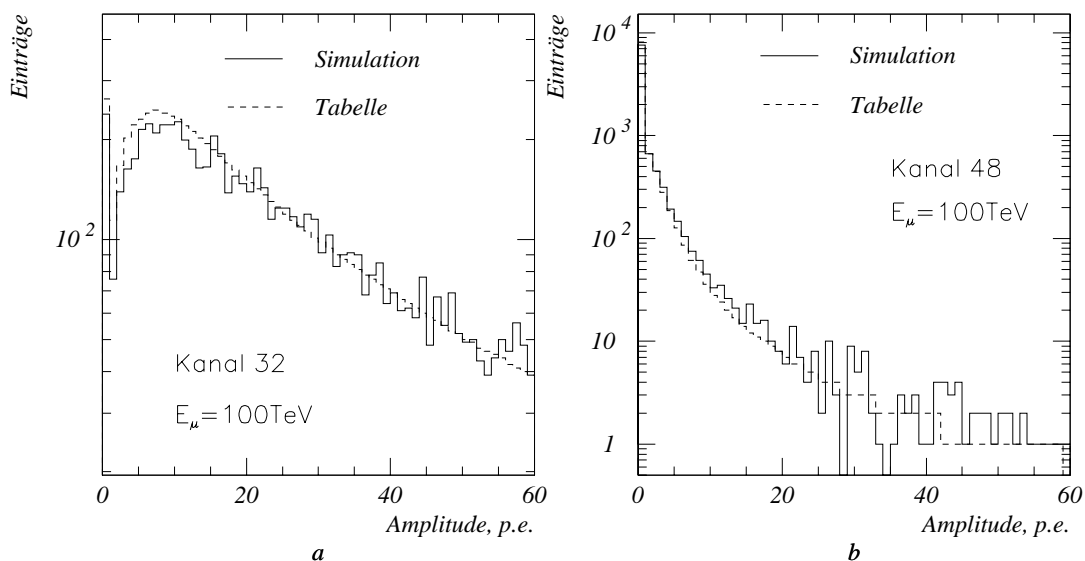 Einträge
Simulation
Tabelle
10²
Kanal 32
E_μ=100TeV
0 20 40 60
Amplitude, p.e.
a
Einträge
10⁴
10³
10²
10
1
Simulation
Tabelle
Kanal 48
E_μ=100TeV
0 20 40 60
Amplitude, p.e.
b